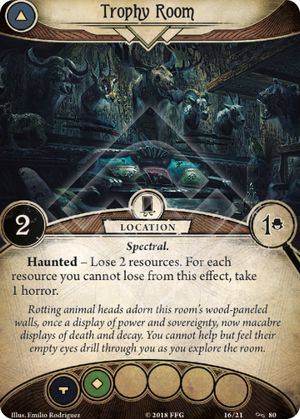 Trophy Room
2
1
LOCATION
Spectral.
Haunted – Lose 2 resources. For each
resource you cannot lose from this effect, take
1 horror.
Rotting animal heads adorn this room's wood-paneled
walls, once a display of power and sovereignty, now macabre
displays of death and decay. You cannot help but feel their
empty eyes drill through you as you explore the room.
Illus. Emilio Rodriguez
© 2018 FFG
16/21
80